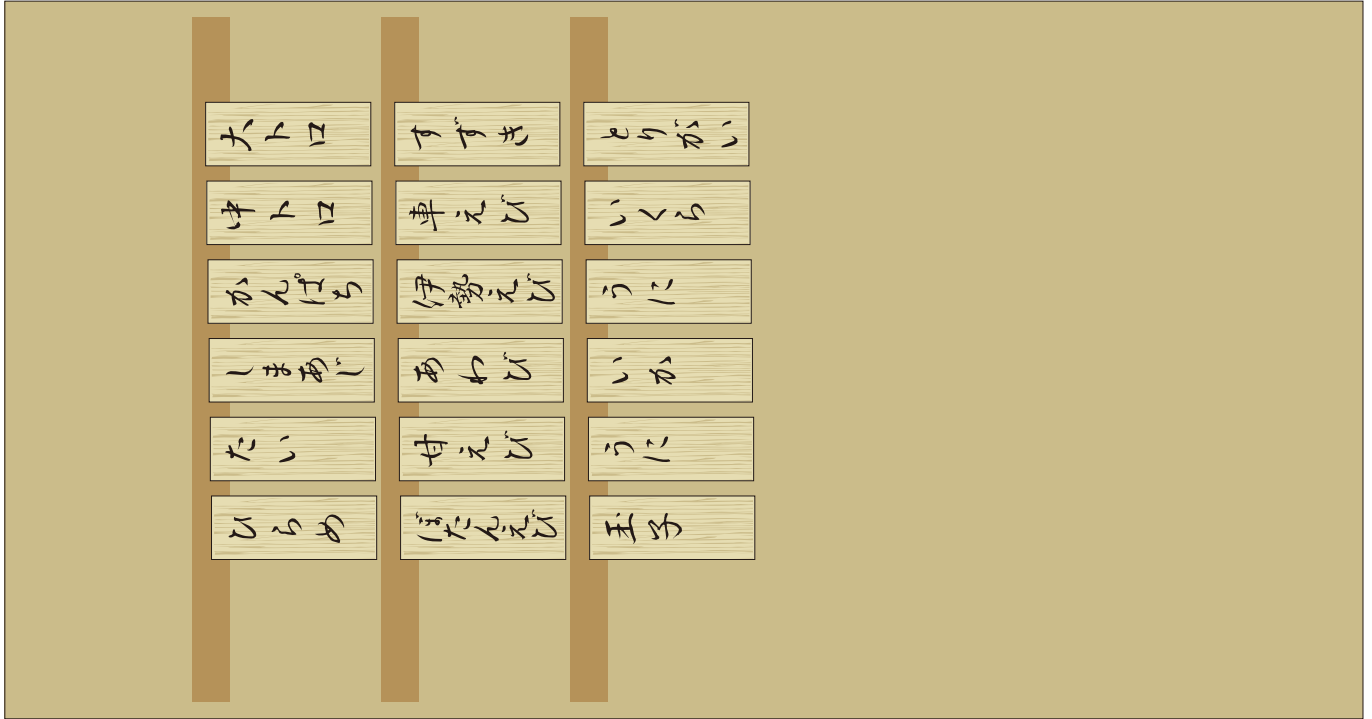 大トロ
中トロ
かんぱち
しまあじ
たい
ひらめ
すずき
車えび
伊勢えび
あわび
甘えび
ぼたんえび
とりがい
いくら
うに
いか
うに
玉子